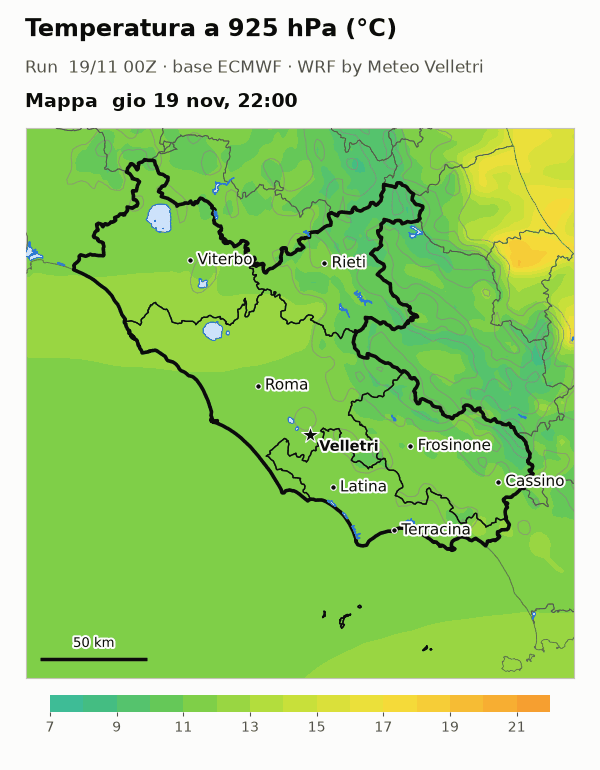 Temperatura a 925 hPa (°C)
Run  19/11 00Z · base ECMWF · WRF by Meteo Velletri
Mappa  gio 19 nov, 22:00
Viterbo
Rieti
Roma
Velletri
Frosinone
Cassino
Latina
Terracina
50 km
7 9 11 13 15 17 19 21